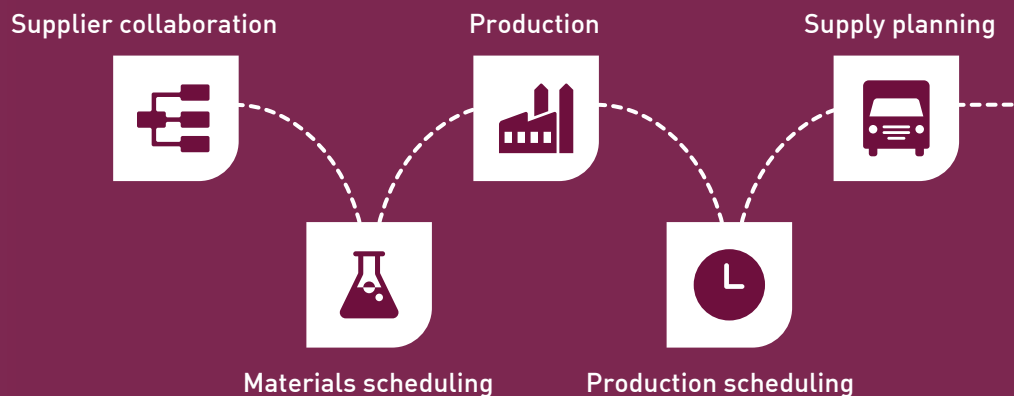 Supplier collaboration
Production
Supply planning
Materials scheduling
Production scheduling